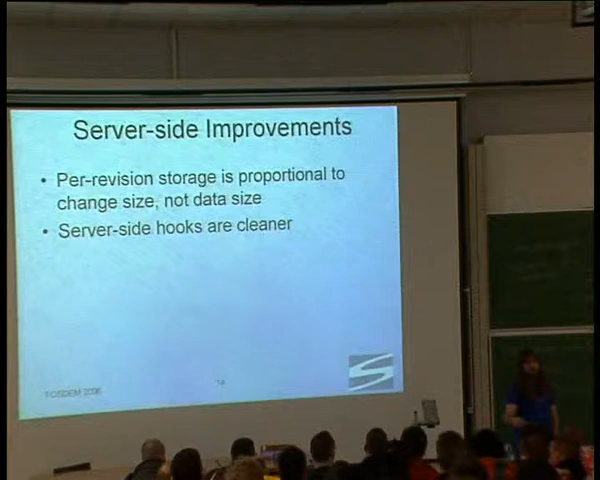 Server-side Improvements
• Per-revision storage is proportional to
change size, not data size
• Server-side hooks are cleaner
FOSDEM 2006